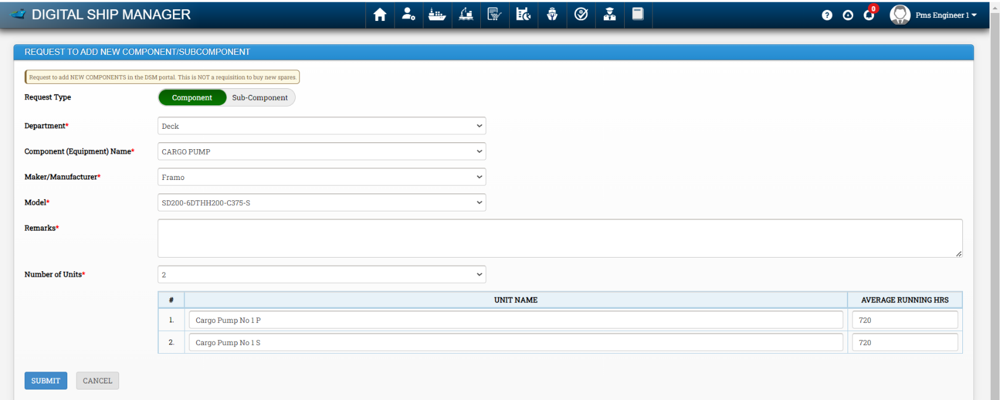 DIGITAL SHIP MANAGER
0
Pms Engineer 1
REQUEST TO ADD NEW COMPONENT/SUBCOMPONENT
Request to add NEW COMPONENTS in the DSM portal. This is NOT a requisition to buy new spares.
Request Type Component Sub-Component
Department* Deck
Component (Equipment) Name* CARGO PUMP
Maker/Manufacturer* Framo
Model* SD200-6DTHH200-C375-S
Remarks*
Number of Units* 2
# UNIT NAME AVERAGE RUNNING HRS
1. Cargo Pump No 1 P 720
2. Cargo Pump No 1 S 720
SUBMIT CANCEL